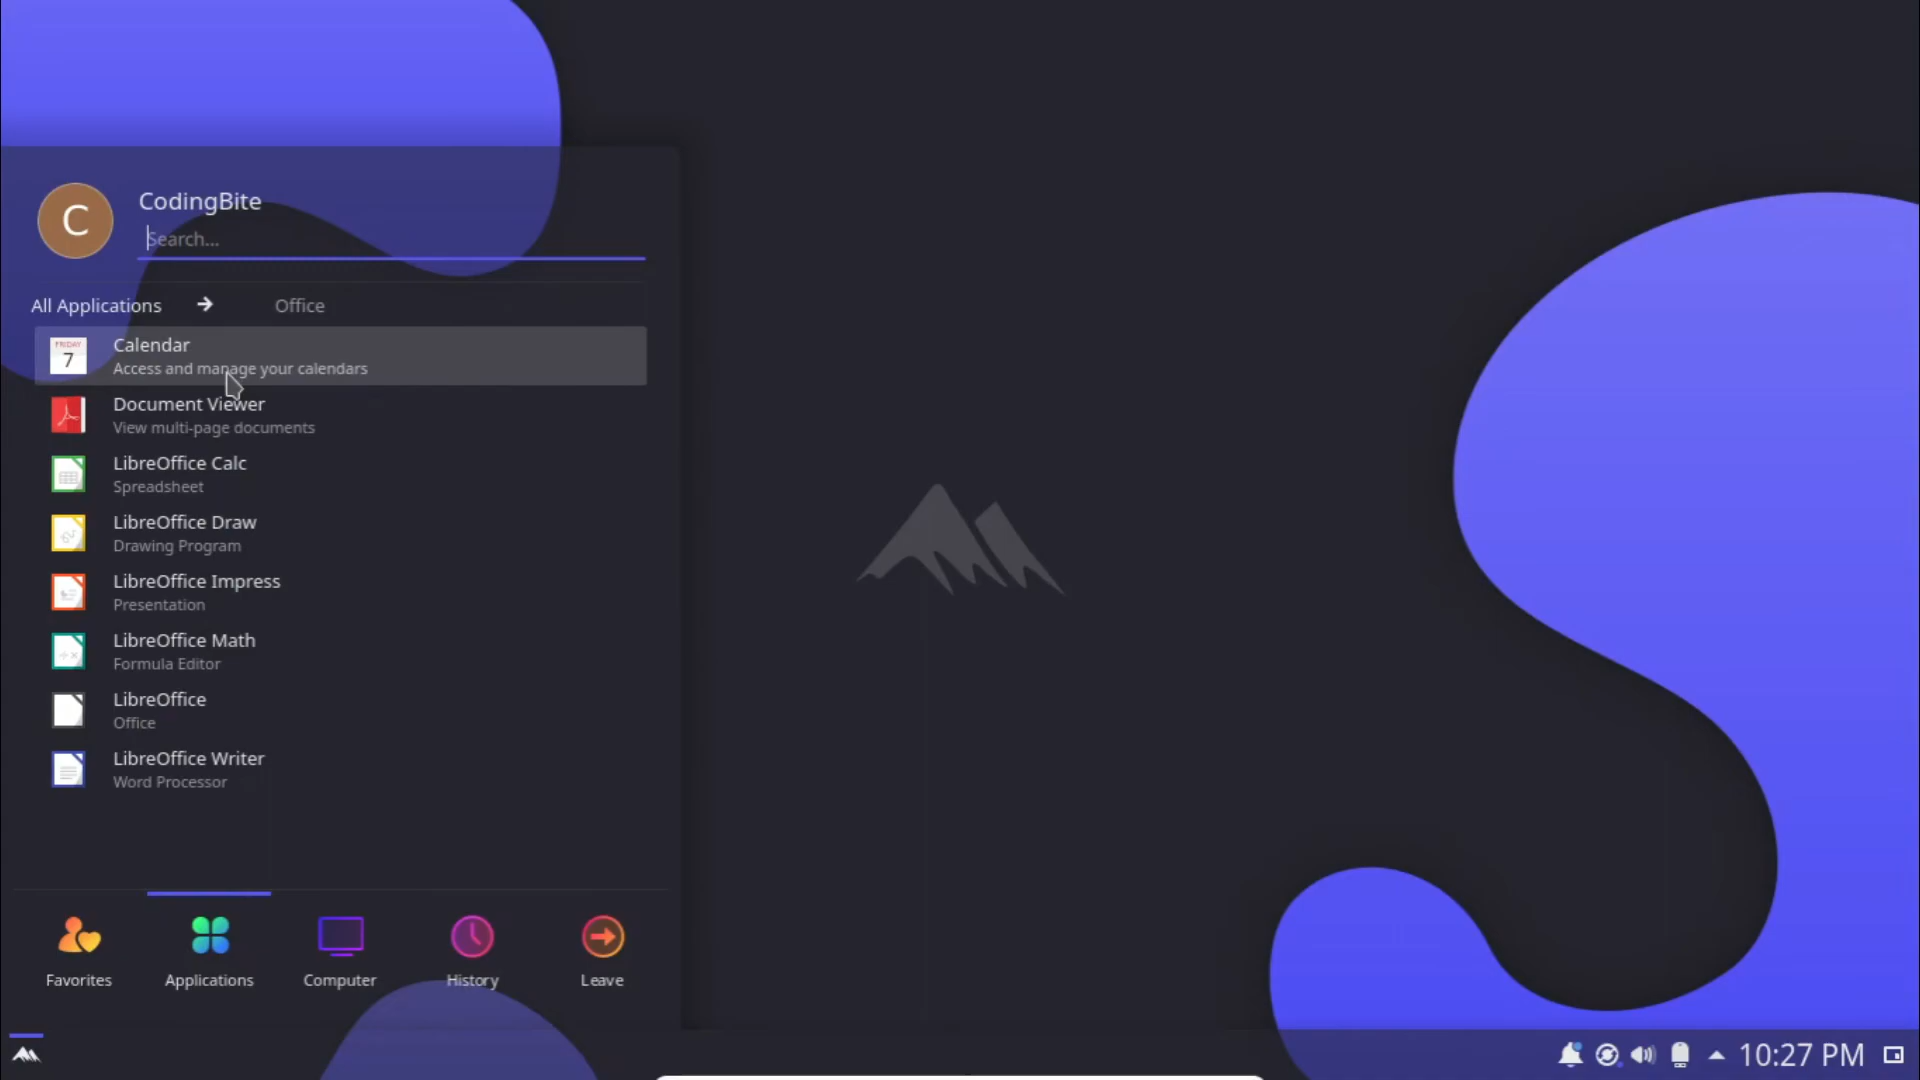 CodingBite
C
Search...
All Applications → Office
FRIDAY
7
Calendar
Access and manage your calendars
Document Viewer
View multi-page documents
LibreOffice Calc
Spreadsheet
LibreOffice Draw
Drawing Program
LibreOffice Impress
Presentation
LibreOffice Math
Formula Editor
LibreOffice
Office
LibreOffice Writer
Word Processor
Favorites
Applications
Computer
History
Leave
10:27 PM